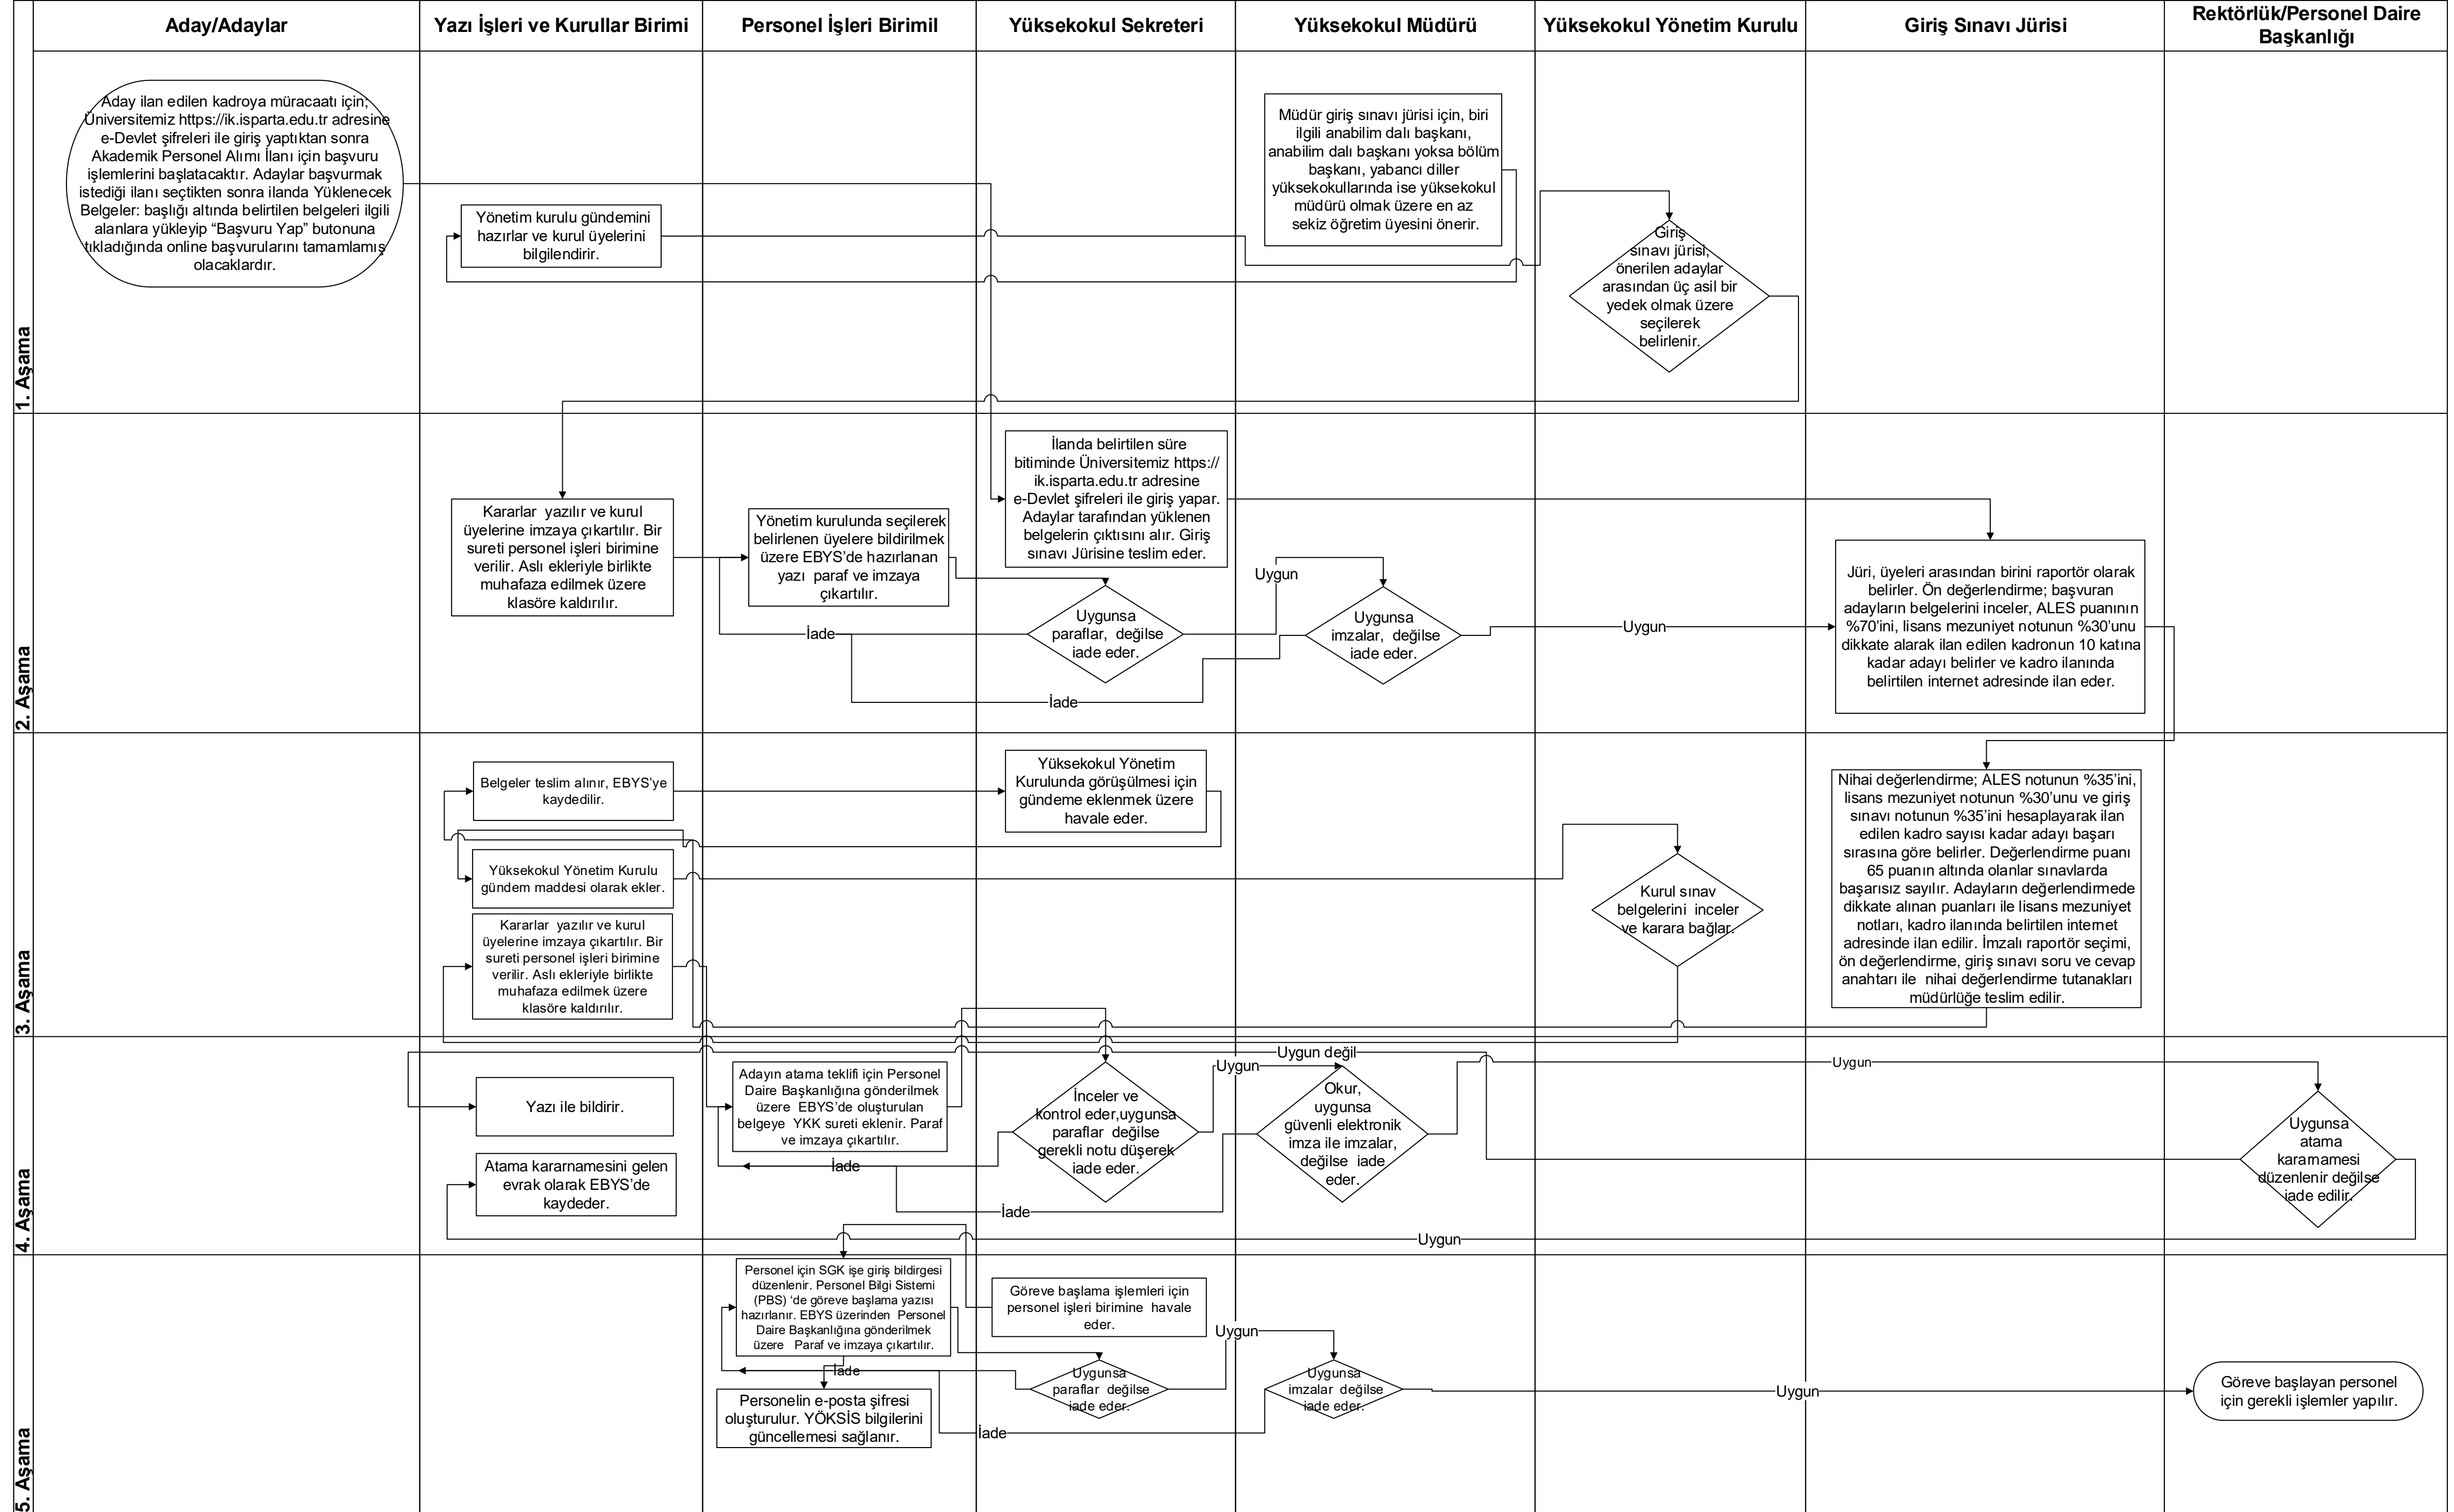 Aday/Adaylar
Yazı İşleri ve Kurullar Birimi
Personel İşleri Birimil
Yüksekokul Sekreteri
Yüksekokul Müdürü
Yüksekokul Yönetim Kurulu
Giriş Sınavı Jürisi
Rektörlük/Personel Daire
Başkanlığı
1. Aşama
Aday ilan edilen kadroya müracaatı için;
Üniversitemiz https://ik.isparta.edu.tr adresine
e-Devlet şifreleri ile giriş yaptıktan sonra
Akademik Personel Alımı İlanı için başvuru
işlemlerini başlatacaktır. Adaylar başvurmak
istediği ilanı seçtikten sonra ilanda Yüklenecek
Belgeler: başlığı altında belirtilen belgeleri ilgili
alanlara yükleyip “Başvuru Yap” butonuna
tıkladığında online başvurularını tamamlamış
olacaklardır.
Yönetim kurulu gündemini
hazırlar ve kurul üyelerini
bilgilendirir.
Müdür giriş sınavı jürisi için, biri
ilgili anabilim dalı başkanı,
anabilim dalı başkanı yoksa bölüm
başkanı, yabancı diller
yüksekokullarında ise yüksekokul
müdürü olmak üzere en az
sekiz öğretim üyesini önerir.
Giriş
sınavı jürisi,
önerilen adaylar
arasından üç asil bir
yedek olmak üzere
seçilerek
belirlenir.
2. Aşama
Kararlar  yazılır ve kurul
üyelerine imzaya çıkartılır. Bir
sureti personel işleri birimine
verilir. Aslı ekleriyle birlikte
muhafaza edilmek üzere
klasöre kaldırılır.
Yönetim kurulunda seçilerek
belirlenen üyelere bildirilmek
üzere EBYS’de hazırlanan
yazı  paraf ve imzaya
çıkartılır.
İlanda belirtilen süre
bitiminde Üniversitemiz https://
ik.isparta.edu.tr adresine
e-Devlet şifreleri ile giriş yapar.
Adaylar tarafından yüklenen
belgelerin çıktısını alır. Giriş
sınavı Jürisine teslim eder.
Uygunsa
paraflar,  değilse
iade eder.
Uygun
İade
İade
Uygunsa
imzalar,  değilse
iade eder.
Uygun
Jüri, üyeleri arasından birini raportör olarak
belirler. Ön değerlendirme; başvuran
adayların belgelerini inceler, ALES puanının
%70’ini, lisans mezuniyet notunun %30’unu
dikkate alarak ilan edilen kadronun 10 katına
kadar adayı belirler ve kadro ilanında
belirtilen internet adresinde ilan eder.
3. Aşama
Belgeler teslim alınır, EBYS’ye
kaydedilir.
Yüksekokul Yönetim
Kurulunda görüşülmesi için
gündeme eklenmek üzere
havale eder.
Yüksekokul Yönetim Kurulu
gündem maddesi olarak ekler.
Kararlar  yazılır ve kurul
üyelerine imzaya çıkartılır. Bir
sureti personel işleri birimine
verilir. Aslı ekleriyle birlikte
muhafaza edilmek üzere
klasöre kaldırılır.
Kurul sınav
belgelerini  inceler
ve karara bağlar.
Nihai değerlendirme; ALES notunun %35’ini,
lisans mezuniyet notunun %30’unu ve giriş
sınavı notunun %35’ini hesaplayarak ilan
edilen kadro sayısı kadar adayı başarı
sırasına göre belirler. Değerlendirme puanı
65 puanın altında olanlar sınavlarda
başarısız sayılır. Adayların değerlendirmede
dikkate alınan puanları ile lisans mezuniyet
notları, kadro ilanında belirtilen internet
adresinde ilan edilir. İmzalı raportör seçimi,
ön değerlendirme, giriş sınavı soru ve cevap
anahtarı ile  nihai değerlendirme tutanakları
müdürlüğe teslim edilir.
4. Aşama
Yazı ile bildirir.
Atama kararnamesini gelen
evrak olarak EBYS’de
kaydeder.
Adayın atama teklifi için Personel
Daire Başkanlığına gönderilmek
üzere  EBYS’de oluşturulan
belgeye  YKK sureti eklenir. Paraf
ve imzaya çıkartılır.
İade
İnceler ve
kontrol eder,uygunsa
paraflar  değilse
gerekli notu düşerek
iade eder.
Uygun
İade
Uygun değil
Okur,
uygunsa
güvenli elektronik
imza ile imzalar,
değilse  iade
eder.
Uygun
Uygunsa
atama
kararnamesi
düzenlenir değilse
iade edilir.
Uygun
5. Aşama
Personel için SGK işe giriş bildirgesi
düzenlenir. Personel Bilgi Sistemi
(PBS) ‘de göreve başlama yazısı
hazırlanır. EBYS üzerinden  Personel
Daire Başkanlığına gönderilmek
üzere   Paraf ve imzaya çıkartılır.
İade
Personelin e-posta şifresi
oluşturulur. YÖKSİS bilgilerini
güncellemesi sağlanır.
Göreve başlama işlemleri için
personel işleri birimine  havale
eder.
Uygunsa
paraflar  değilse
iade eder.
Uygun
İade
Uygunsa
imzalar  değilse
iade eder.
Uygun
Göreve başlayan personel
için gerekli işlemler yapılır.